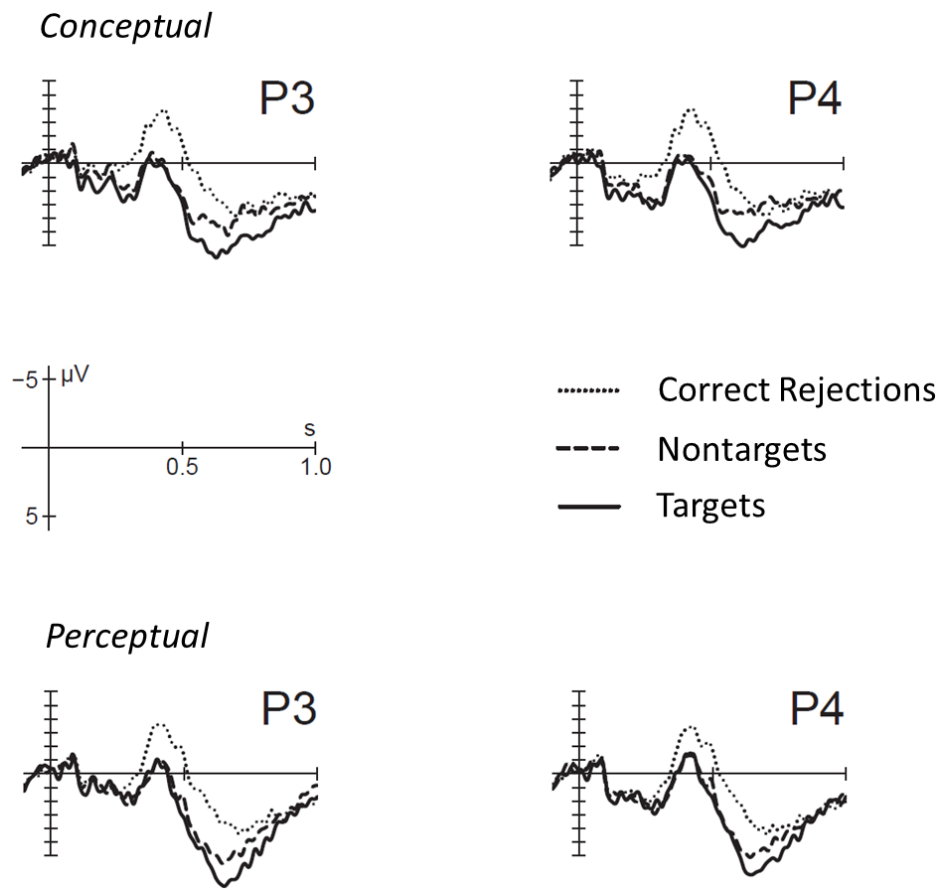 Conceptual
P3
P4
−5
μV
s
0.5
1.0
5
Correct Rejections
Nontargets
Targets
Perceptual
P3
P4